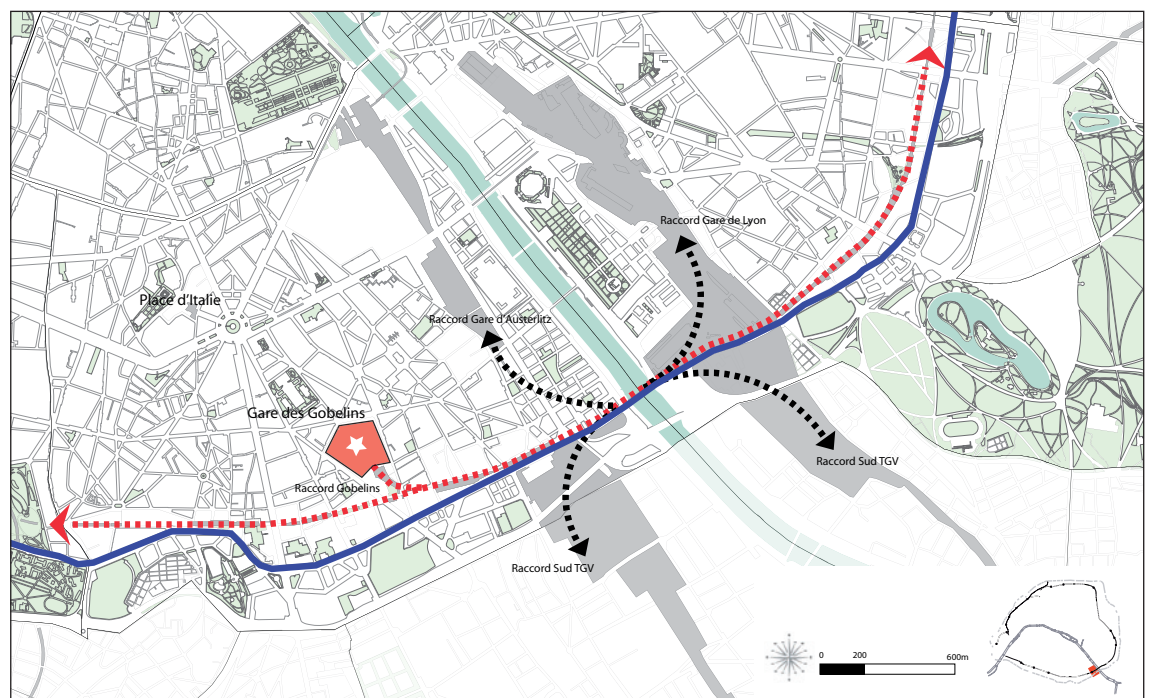 Raccord Gare de Lyon
Place d'Italie
Raccord Gare d'Austerlitz
Gare des Gobelins
Raccord Gobelins
Raccord Sud TGV
Raccord Sud TGV
0 200 600m